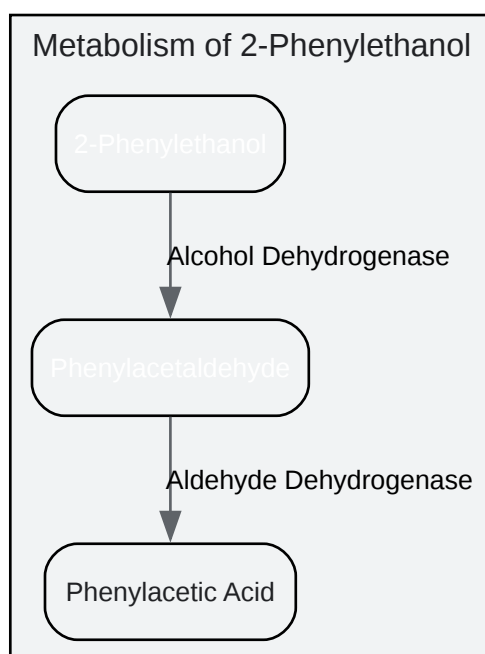 Metabolism of 2-Phenylethanol
2-Phenylethanol
Alcohol Dehydrogenase
Phenylacetaldehyde
Aldehyde Dehydrogenase
Phenylacetic Acid